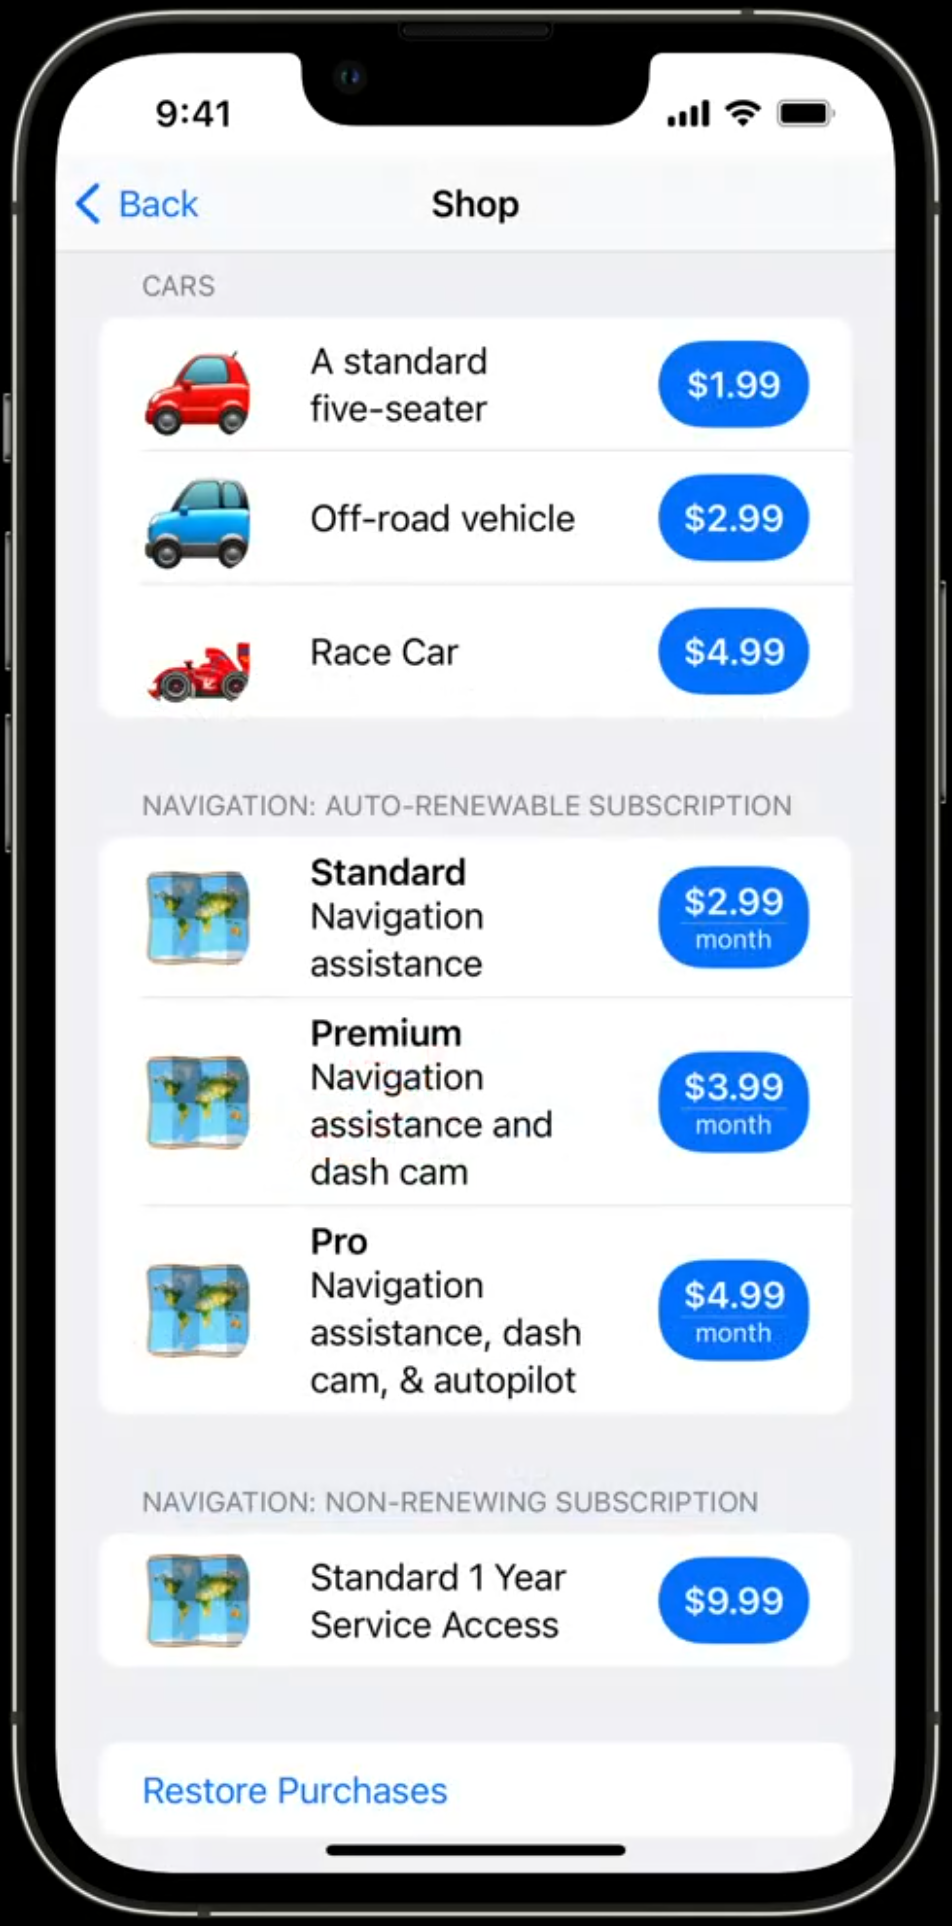 9:41
Back
Shop
CARS
A standard
five-seater
$1.99
Off-road vehicle
$2.99
Race Car
$4.99
NAVIGATION: AUTO-RENEWABLE SUBSCRIPTION
Standard
Navigation
assistance
$2.99
month
Premium
Navigation
assistance and
dash cam
$3.99
month
Pro
Navigation
assistance, dash
cam, & autopilot
$4.99
month
NAVIGATION: NON-RENEWING SUBSCRIPTION
Standard 1 Year
Service Access
$9.99
Restore Purchases